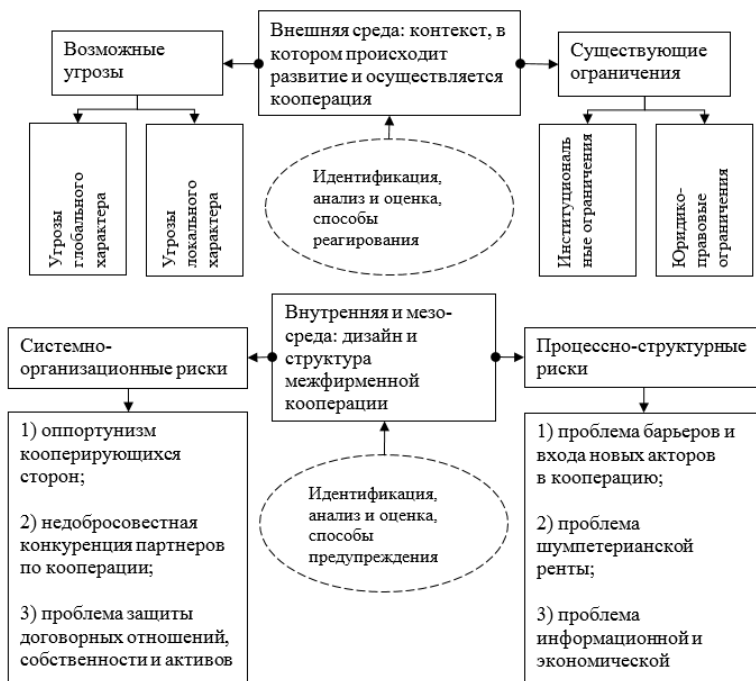 Возможные
угрозы
Внешняя среда: контекст, в
котором происходит
развитие и осуществляется
кооперация
Существующие
ограничения
Угрозы
глобального
характера
Угрозы
локального
характера
Идентификация,
анализ и оценка,
способы
реагирования
Институциональ
ные ограничения
Юридико-
правовые
ограничения
Системно-
организационные риски
Внутренняя и мезо-
среда: дизайн и
структура
межфирменной
кооперации
Процессно-структурные
риски
1) оппортунизм
кооперирующихся
сторон;
2) недобросовестная
конкуренция партнеров
по кооперации;
3) проблема защиты
договорных отношений,
собственности и активов
Идентификация,
анализ и оценка,
способы
предупреждения
1) проблема барьеров и
входа новых акторов
в кооперацию;
2) проблема
шумпетерианской
ренты;
3) проблема
информационной и
экономической